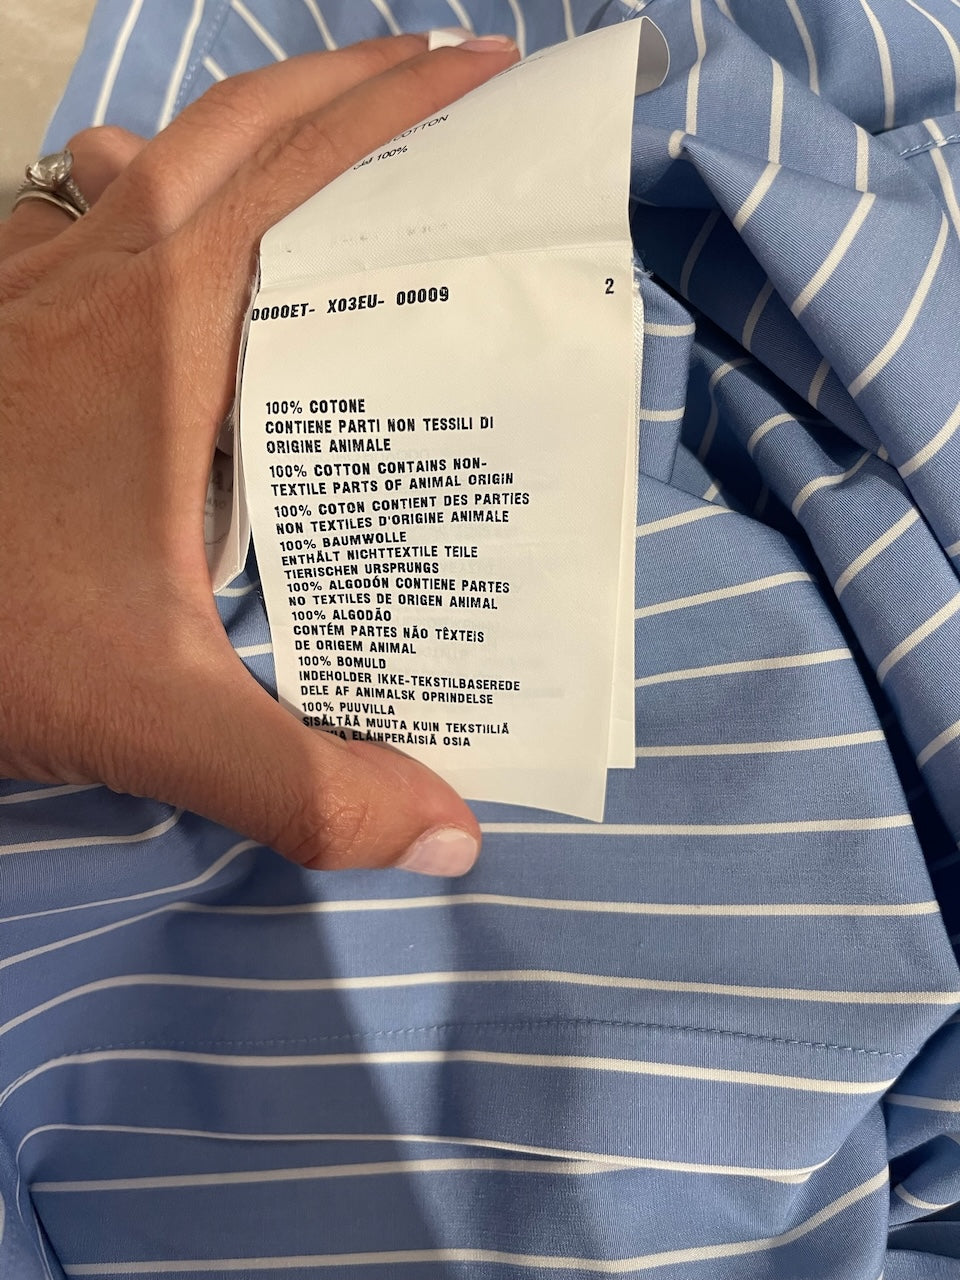 COTTON
100%
0000ET- X03EU- 00009
2
100% COTONE
CONTIENE PARTI NON TESSILI DI
ORIGINE ANIMALE
100% COTTON CONTAINS NON-
TEXTILE PARTS OF ANIMAL ORIGIN
100% COTON CONTIENT DES PARTIES
NON TEXTILES D'ORIGINE ANIMALE
100% BAUMWOLLE
ENTHÄLT NICHTTEXTILE TEILE
TIERISCHEN URSPRUNGS
100% ALGODÓN CONTIENE PARTES
NO TEXTILES DE ORIGEN ANIMAL
100% ALGODÃO
CONTÉM PARTES NÃO TÊXTEIS
DE ORIGEM ANIMAL
100% BOMULD
INDEHOLDER IKKE-TEKSTILBASEREDE
DELE AF ANIMALSK OPRINDELSE
100% PUUVILLA
SISÄLTÄÄ MUUTA KUIN TEKSTIILIÄ
ELÄINPERÄISIÄ OSIA